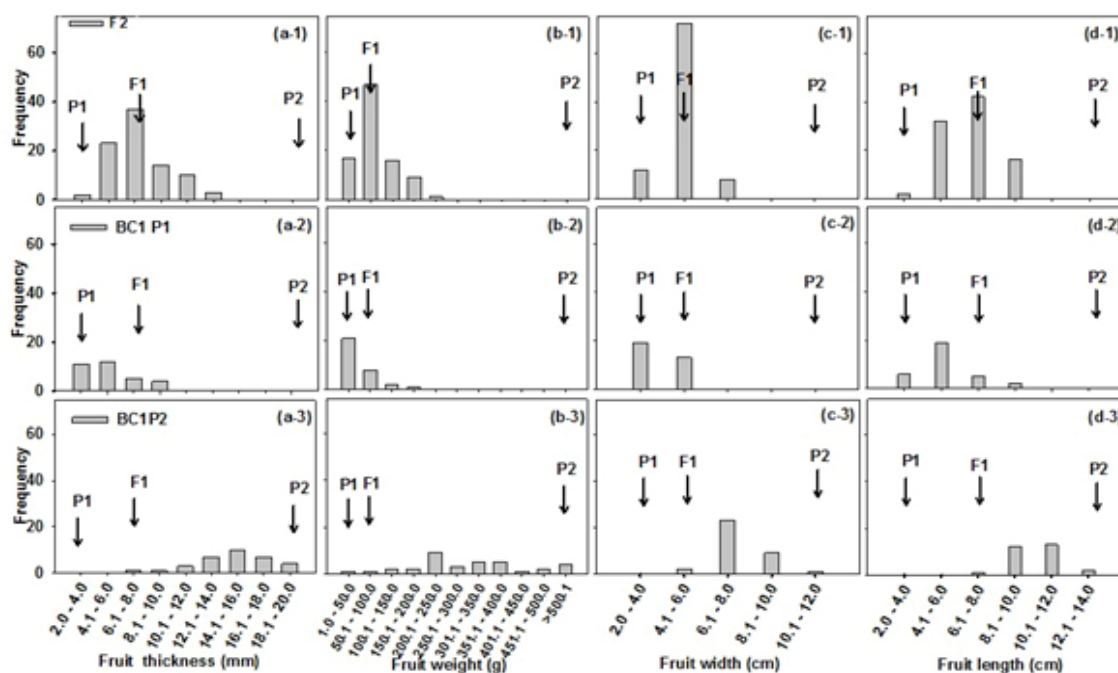 F2
(a-1)
(b-1)
(c-1)
(d-1)
Frequency
60
40
20
0
P1
F1
P2
P1
F1
P2
P1
F1
P2
P1
F1
P2
BC1 P1
(a-2)
(b-2)
(c-2)
(d-2)
Frequency
60
40
20
0
P1
F1
P2
P1
F1
P2
P1
F1
P2
P1
F1
P2
BC1P2
(a-3)
(b-3)
(c-3)
(d-3)
Frequency
60
40
20
0
P1
F1
P2
P1
F1
P2
P1
F1
P2
P1
F1
P2
2.0 - 4.0
4.1 - 6.0
6.1 - 8.0
8.1 - 10.0
10.1 - 12.0
12.1 - 14.0
14.1 - 16.0
16.1 - 18.0
18.1 - 20.0
Fruit thickness (mm)
1.0 - 50.0
50.1 - 100.0
100.1 - 150.0
150.1 - 200.0
200.1 - 250.0
250.1 - 300.0
301.1 - 350.0
351.1 - 400.0
401.1 - 450.0
451.1 - 500.0
>500.1
Fruit weight (g)
2.0 - 4.0
4.1 - 6.0
6.1 - 8.0
8.1 - 10.0
10.1 - 12.0
Fruit width (cm)
2.0 - 4.0
4.1 - 6.0
6.1 - 8.0
8.1 - 10.0
10.1 - 12.0
12.1 - 14.0
Fruit length (cm)